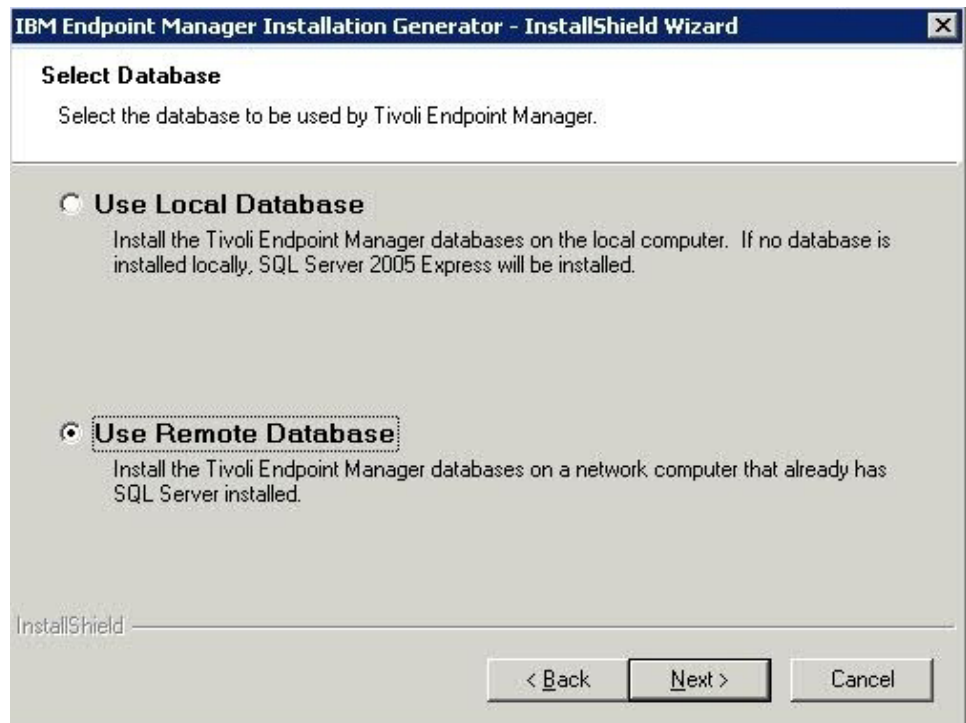 IBM Endpoint Manager Installation Generator - InstallShield Wizard
Select Database
Select the database to be used by Tivoli Endpoint Manager.
Use Local Database
Install the Tivoli Endpoint Manager databases on the local computer.  If no database is
installed locally, SQL Server 2005 Express will be installed.
Use Remote Database
Install the Tivoli Endpoint Manager databases on a network computer that already has
SQL Server installed.
InstallShield
< Back
Next >
Cancel